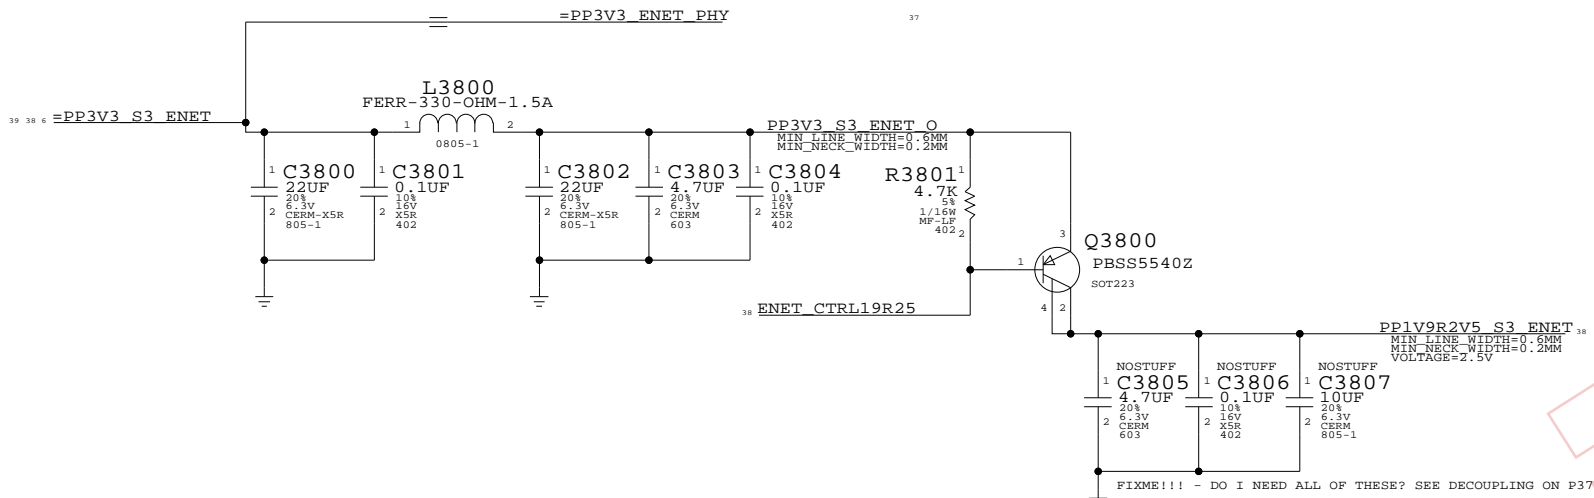 =PP3V3_ENET_PHY
37
39 38 6 =PP3V3_S3_ENET
L3800
FERR-330-OHM-1.5A
1 2
0805-1
PP3V3_S3_ENET_O
MIN_LINE_WIDTH=0.6MM
MIN_NECK_WIDTH=0.2MM
1
2
C3800
22UF
20%
6.3V
CERM-X5R
805-1
1
2
C3801
0.1UF
10%
16V
X5R
402
1
2
C3802
22UF
20%
6.3V
CERM-X5R
805-1
1
2
C3803
4.7UF
20%
6.3V
CERM
603
1
2
C3804
0.1UF
10%
16V
X5R
402
R3801
4.7K
5%
1/16W
MF-LF
402
1
2
3
1
4 2
Q3800
PBSS5540Z
SOT223
38 ENET_CTRL19R25
PP1V9R2V5_S3_ENET 38
MIN_LINE_WIDTH=0.6MM
MIN_NECK_WIDTH=0.2MM
VOLTAGE=2.5V
NOSTUFF
1
2
C3805
4.7UF
20%
6.3V
CERM
603
NOSTUFF
1
2
C3806
0.1UF
10%
16V
X5R
402
NOSTUFF
1
2
C3807
10UF
20%
6.3V
CERM
805-1
FIXME!!! - DO I NEED ALL OF THESE? SEE DECOUPLING ON P37